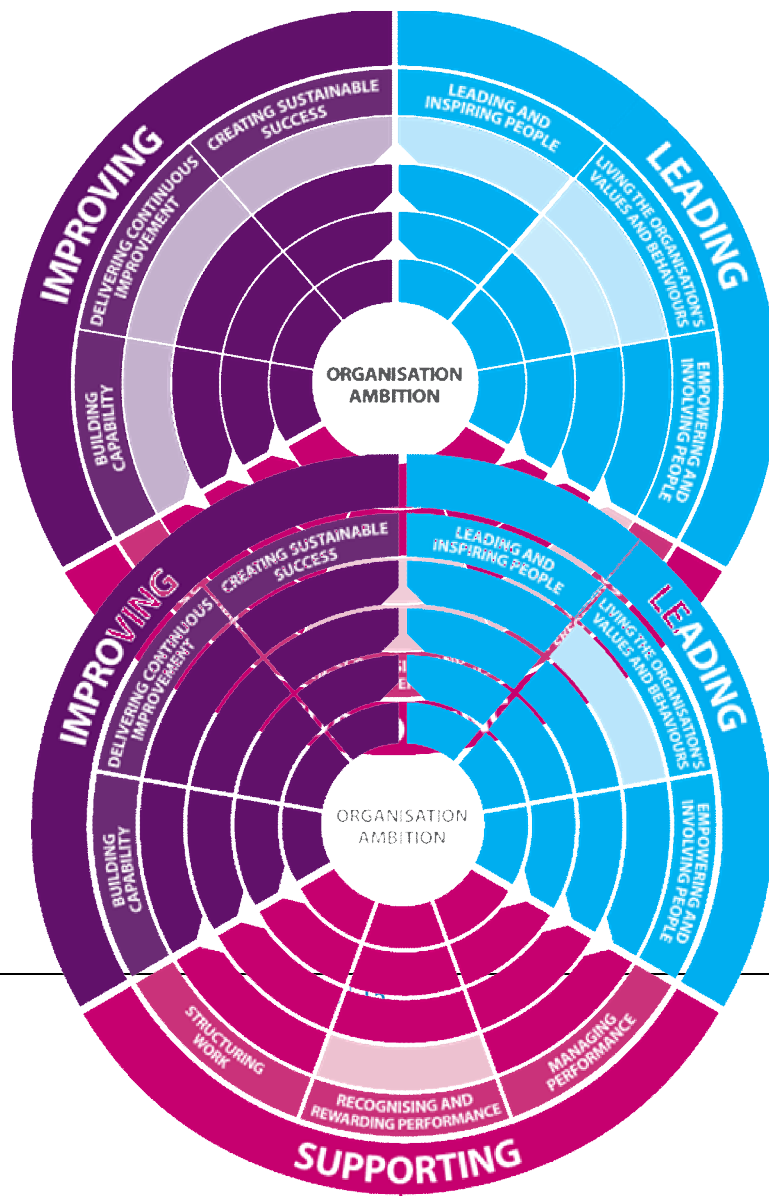 IMPROVING
CREATING SUSTAINABLE
SUCCESS
DELIVERING CONTINUOUS
IMPROVEMENT
BUILDING
CAPABILITY
LEADING AND
INSPIRING PEOPLE
LEADING
LIVING THE ORGANISATION'S
VALUES AND BEHAVIOURS
EMPOWERING AND
INVOLVING PEOPLE
ORGANISATION
AMBITION
IMPROVING
CREATING SUSTAINABLE
SUCCESS
DELIVERING CONTINUOUS
IMPROVEMENT
BUILDING
CAPABILITY
LEADING AND
INSPIRING PEOPLE
LEADING
LIVING THE ORGANISATION'S
VALUES AND BEHAVIOURS
EMPOWERING AND
INVOLVING PEOPLE
ORGANISATION
AMBITION
STRUCTURING
WORK
RECOGNISING AND
REWARDING PERFORMANCE
MANAGING
PERFORMANCE
SUPPORTING